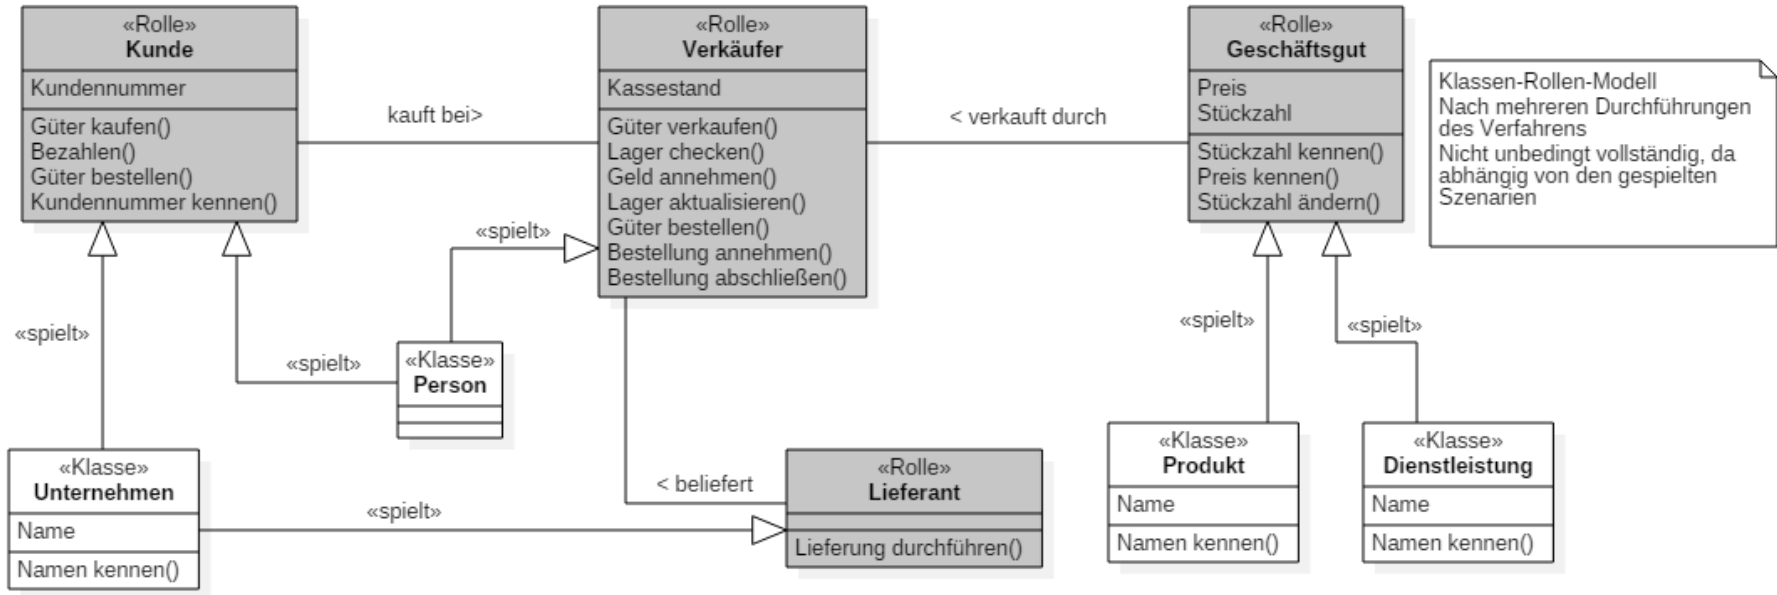 «Rolle»
Kunde
Kundennummer
Güter kaufen()
Bezahlen()
Güter bestellen()
Kundennummer kennen()
kauft bei>
«Rolle»
Verkäufer
Kassestand
Güter verkaufen()
Lager checken()
Geld annehmen()
Lager aktualisieren()
Güter bestellen()
Bestellung annehmen()
Bestellung abschließen()
< verkauft durch
«Rolle»
Geschäftsgut
Preis
Stückzahl
Stückzahl kennen()
Preis kennen()
Stückzahl ändern()
Klassen-Rollen-Modell
Nach mehreren Durchführungen
des Verfahrens
Nicht unbedingt vollständig, da
abhängig von den gespielten
Szenarien
«spielt»
«spielt»
«spielt»
«spielt»
«spielt»
«Klasse»
Person
«Klasse»
Unternehmen
Name
Namen kennen()
«spielt»
< beliefert
«Rolle»
Lieferant
Lieferung durchführen()
«Klasse»
Produkt
Name
Namen kennen()
«Klasse»
Dienstleistung
Name
Namen kennen()